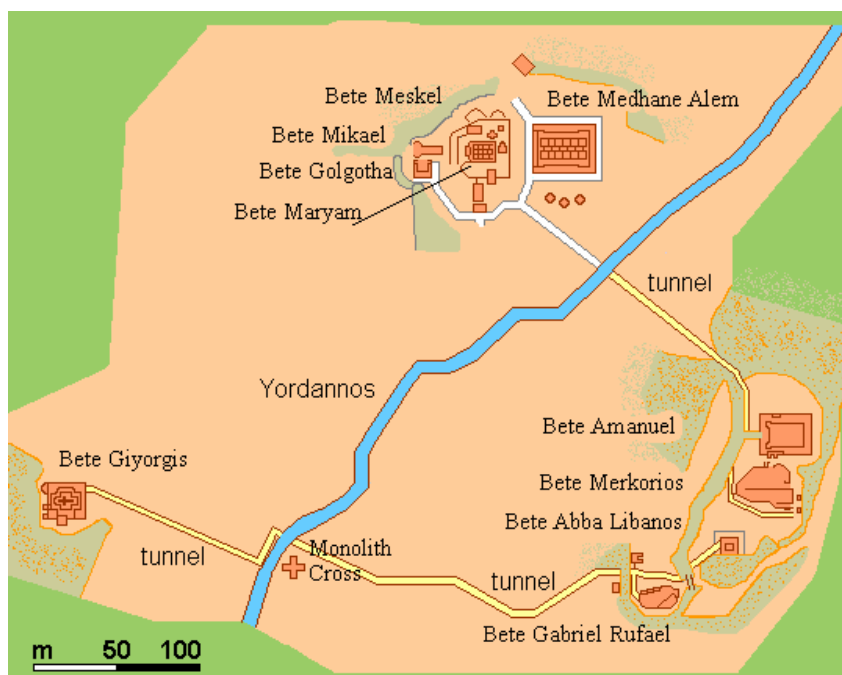 Bete Meskel
Bete Medhane Alem
Bete Mikael
Bete Golgotha
Bete Maryam
tunnel
Yordannos
Bete Amanuel
Bete Giyorgis
Bete Merkorios
Bete Abba Libanos
tunnel
Monolith
Cross
tunnel
Bete Gabriel Rufael
m 50 100